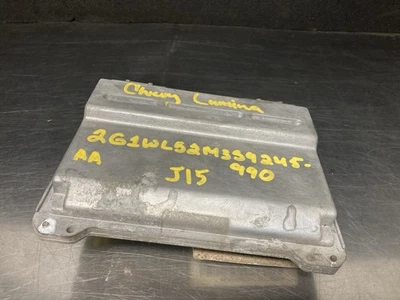 Chevy Lumina
2G1WL52M3S9245-
AA 990
J15